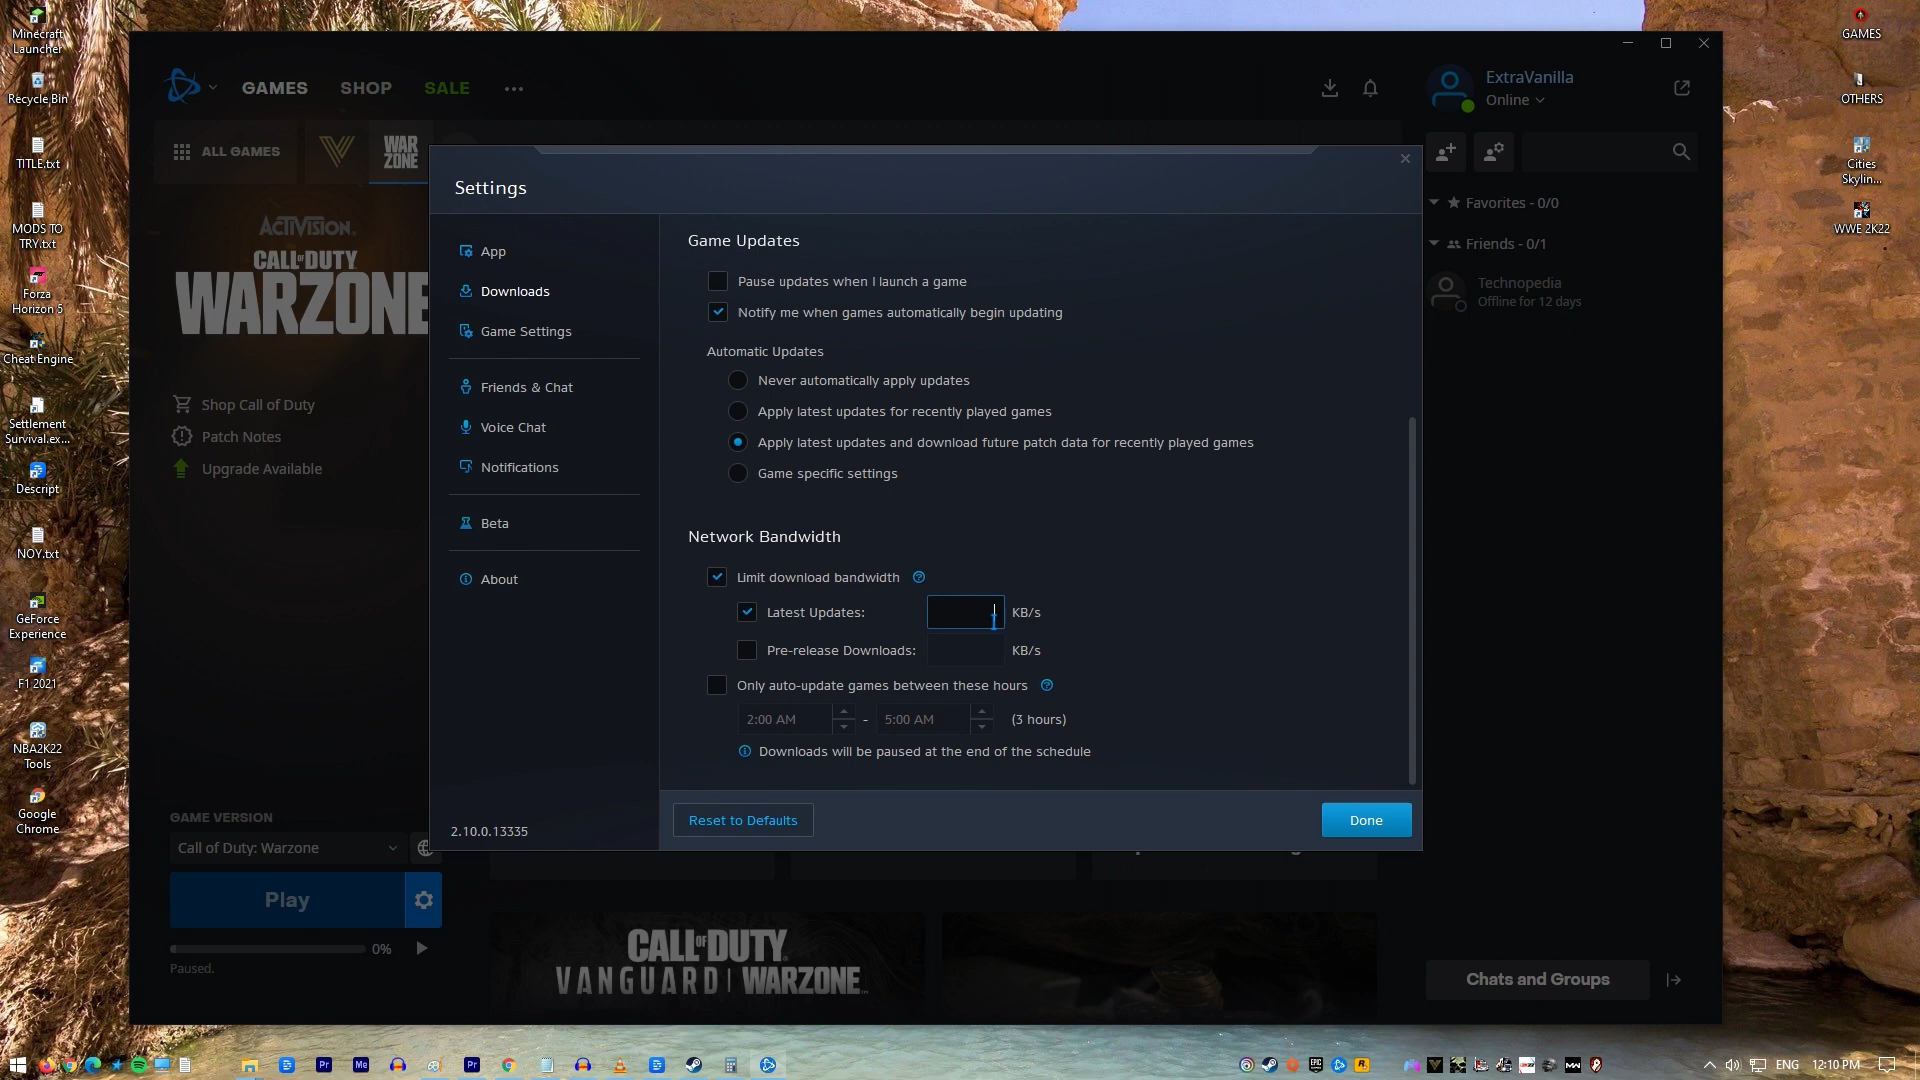 Minecraft
Launcher
Recycle Bin
TITLE.txt
MODS TO
TRY.txt
Forza
Horizon 5
Cheat Engine
Settlement
Survival.ex...
Descript
NOY.txt
GeForce
Experience
F1 2021
NBA2K22
Tools
Google
Chrome
GAMES
SHOP
SALE
ALL GAMES
WAR
ZONE
ACTIVISION.
CALL OF DUTY
WARZONE
Shop Call of Duty
Patch Notes
Upgrade Available
GAME VERSION
Call of Duty: Warzone
Play
0%
Paused.
Settings
App
Downloads
Game Settings
Friends & Chat
Voice Chat
Notifications
Beta
About
2.10.0.13335
Game Updates
Pause updates when I launch a game
Notify me when games automatically begin updating
Automatic Updates
Never automatically apply updates
Apply latest updates for recently played games
Apply latest updates and download future patch data for recently played games
Game specific settings
Network Bandwidth
Limit download bandwidth
Latest Updates: KB/s
Pre-release Downloads: KB/s
Only auto-update games between these hours
2:00 AM - 5:00 AM (3 hours)
Downloads will be paused at the end of the schedule
Reset to Defaults
Done
CALL OF DUTY
VANGUARD | WARZONE
ExtraVanilla
Online
Favorites - 0/0
Friends - 0/1
Technopedia
Offline for 12 days
Chats and Groups
GAMES
OTHERS
Cities
Skylin...
WWE 2K22
Pr
Me
Pr
ENG
12:10 PM